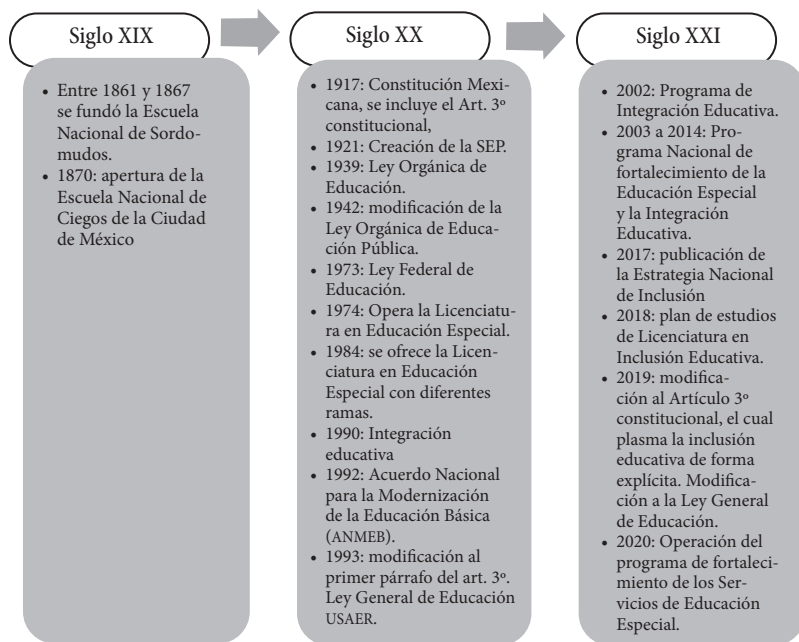 Siglo XIX
• Entre 1861 y 1867
se fundó la Escuela
Nacional de Sordo-
mudos.
• 1870: apertura de la
Escuela Nacional de
Ciegos de la Ciudad
de México
Siglo XX
• 1917: Constitución Mexi-
cana, se incluye el Art. 3º
constitucional,
• 1921: Creación de la SEP.
• 1939: Ley Orgánica de
Educación.
• 1942: modificación de la
Ley Orgánica de Educa-
ción Pública.
• 1973: Ley Federal de
Educación.
• 1974: Opera la Licenciatu-
ra en Educación Especial.
• 1984: se ofrece la Licen-
ciatura en Educación
Especial con diferentes
ramas.
• 1990: Integración
educativa
• 1992: Acuerdo Nacional
para la Modernización
de la Educación Básica
(ANMEB).
• 1993: modificación al
primer párrafo del art. 3º.
Ley General de Educación
USAER.
Siglo XXI
• 2002: Programa de
Integración Educativa.
• 2003 a 2014: Pro-
grama Nacional de
fortalecimiento de la
Educación Especial
y la Integración
Educativa.
• 2017: publicación de
la Estrategia Nacional
de Inclusión
• 2018: plan de estudios
de Licenciatura en
Inclusión Educativa.
• 2019: modifica-
ción al Artículo 3º
constitucional, el cual
plasma la inclusión
educativa de forma
explícita. Modifica-
ción a la Ley General
de Educación.
• 2020: Operación del
programa de fortaleci-
miento de los Ser-
vicios de Educación
Especial.